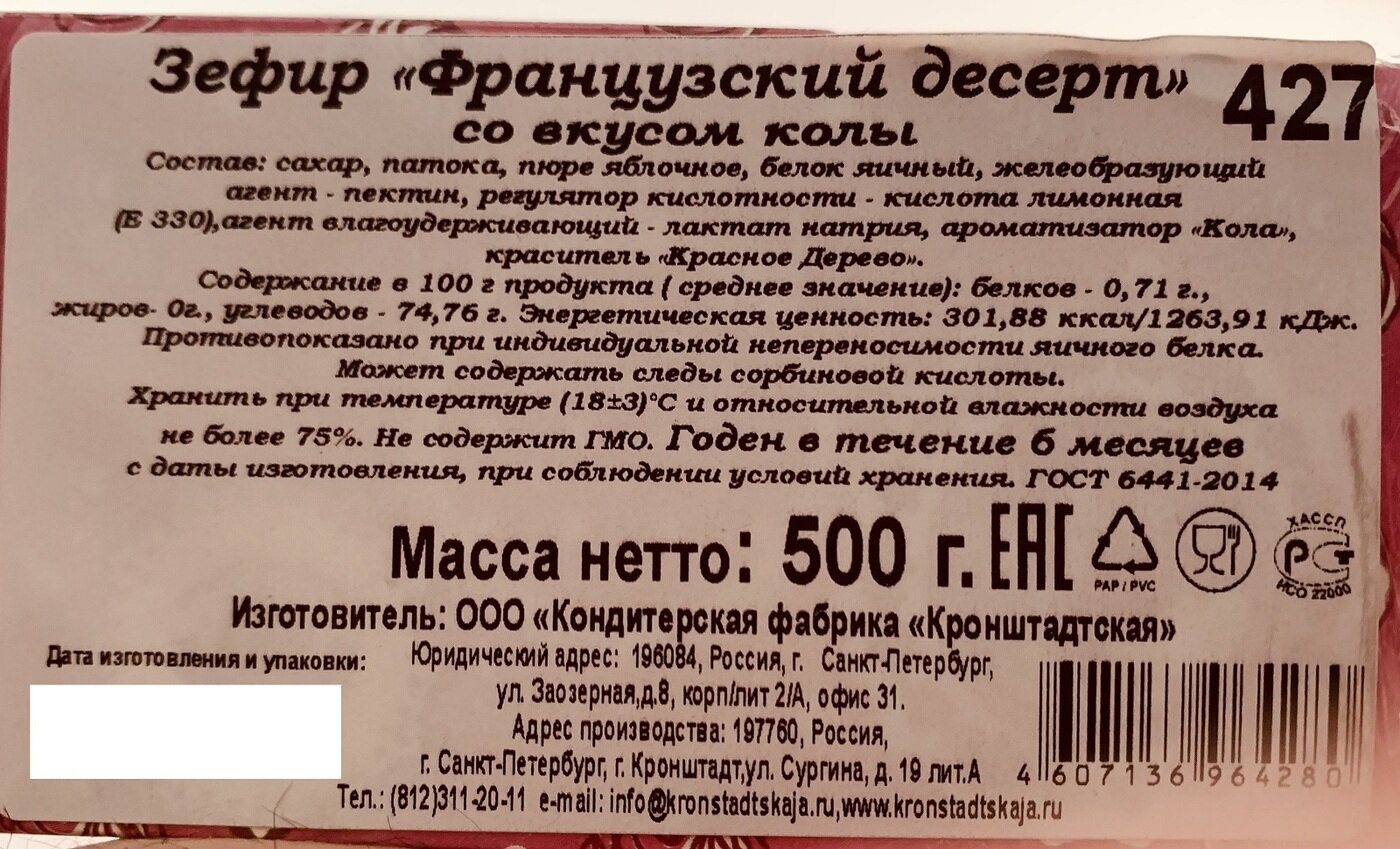 Зефир «Французский десерт» 427
со вкусом колы
Состав: сахар, патока, пюре яблочное, белок яичный, желеобразующий
агент - пектин, регулятор кислотности - кислота лимонная
(Е 330),агент влагоудерживающий - лактат натрия, ароматизатор «Кола»,
краситель «Красное Дерево».
Содержание в 100 г продукта ( среднее значение): белков - 0,71 г.,
жиров- 0г., углеводов - 74,76 г. Энергетическая ценность: 301,88 ккал/1263,91 кДж.
Противопоказано при индивидуальной непереносимости яичного белка.
Может содержать следы сорбиновой кислоты.
Хранить при температуре (18±3)°С и относительной влажности воздуха
не более 75%. Не содержит ГМО. Годен в течение 6 месяцев
с даты изготовления, при соблюдении условий хранения. ГОСТ 6441-2014
Масса нетто: 500 г. ЕАС
PAP / PVC
ХАССП
РСТ
ИСО 22000
Изготовитель: ООО «Кондитерская фабрика «Кронштадтская»
Дата изготовления и упаковки:
Юридический адрес: 196084, Россия, г. Санкт-Петербург,
ул. Заозерная,д.8, корп/лит 2/А, офис 31.
Адрес производства: 197760, Россия,
г. Санкт-Петербург, г. Кронштадт,ул. Сургина, д. 19 лит.А
4 607136 964280
Тел.: (812)311-20-11 e-mail: info@kronstadtskaja.ru,www.kronstadtskaja.ru